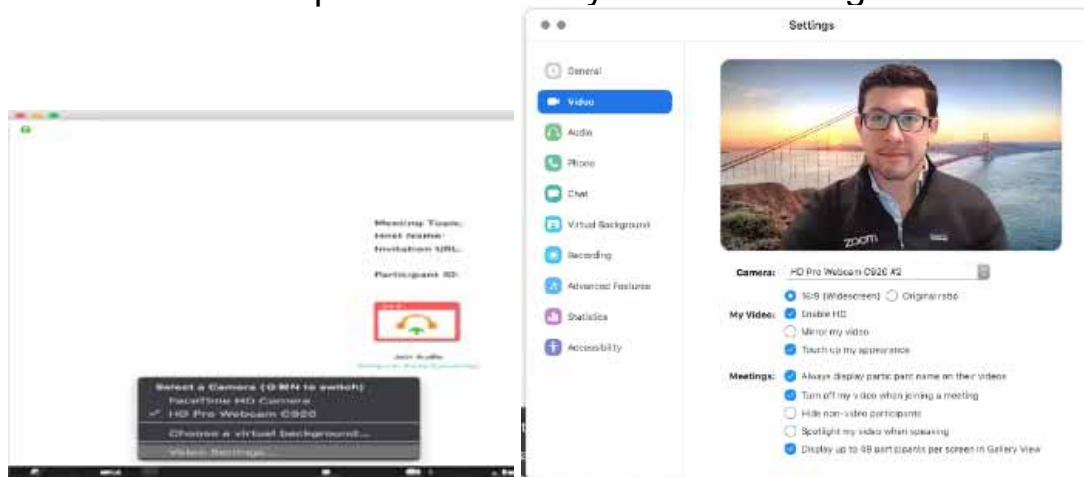 Settings
General
Video
Audio
Phone
Chat
Virtual Background
Recording
Advanced Features
Statistics
Accessibility
zoom
Camera: HD Pro Webcam C920 #2
16:9 (Widescreen) Original ratio
My Video: Enable HD
Mirror my video
Touch up my appearance
Meetings: Always display participant name on their videos
Turn off my video when joining a meeting
Hide non-video participants
Spotlight my video when speaking
Display up to 49 participants per screen in Gallery View
Meeting Topic:
Host Name:
Invitation URL:
Participant ID:
Join Audio
Select a Camera (⇧⌘N to switch)
FaceTime HD Camera
HD Pro Webcam C920
Choose a virtual background...
Video Settings...